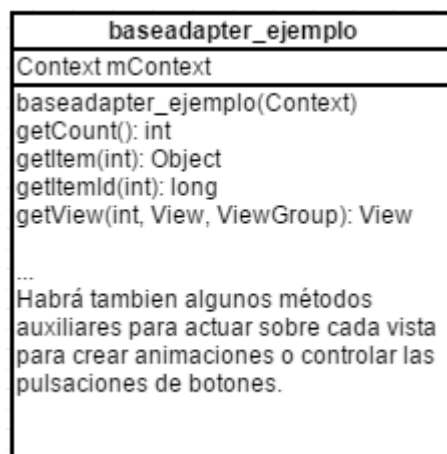 baseadapter_ejemplo
Context mContext
baseadapter_ejemplo(Context)
getCount(): int
getItem(int): Object
getItemId(int): long
getView(int, View, ViewGroup): View
...
Habrá tambien algunos métodos
auxiliares para actuar sobre cada vista
para crear animaciones o controlar las
pulsaciones de botones.